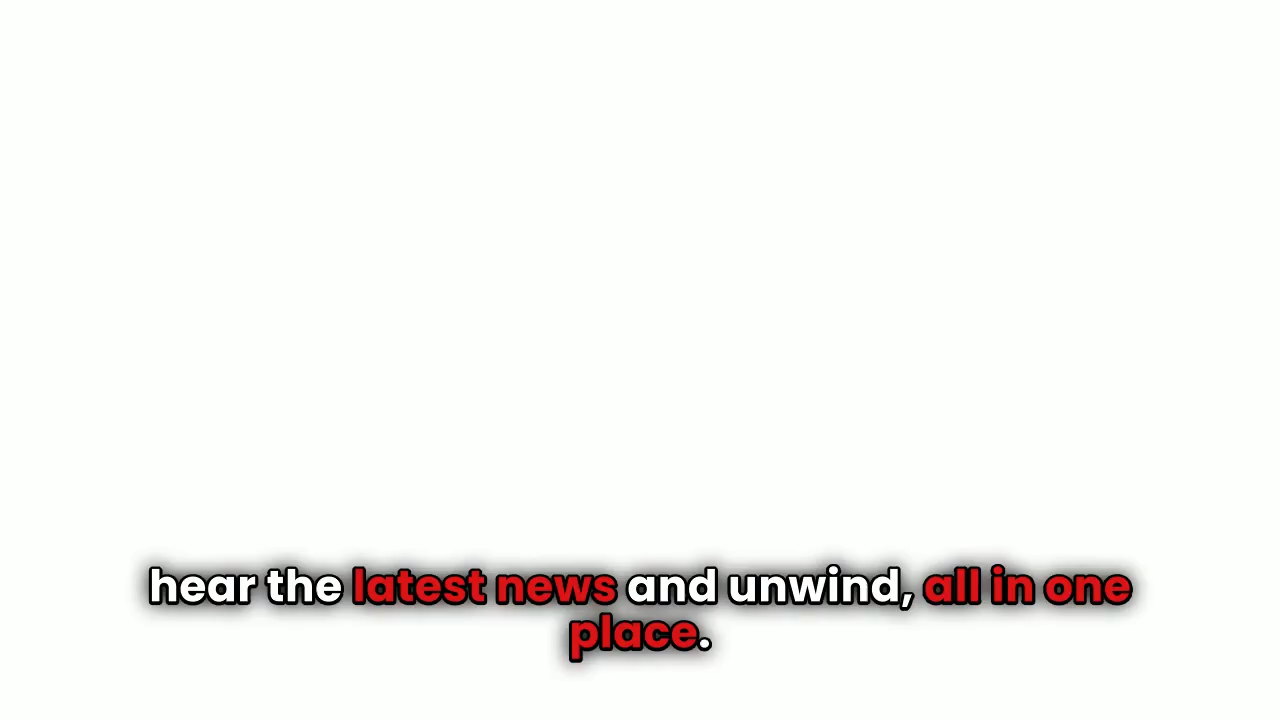 hear the latest news and unwind, all in one
place.